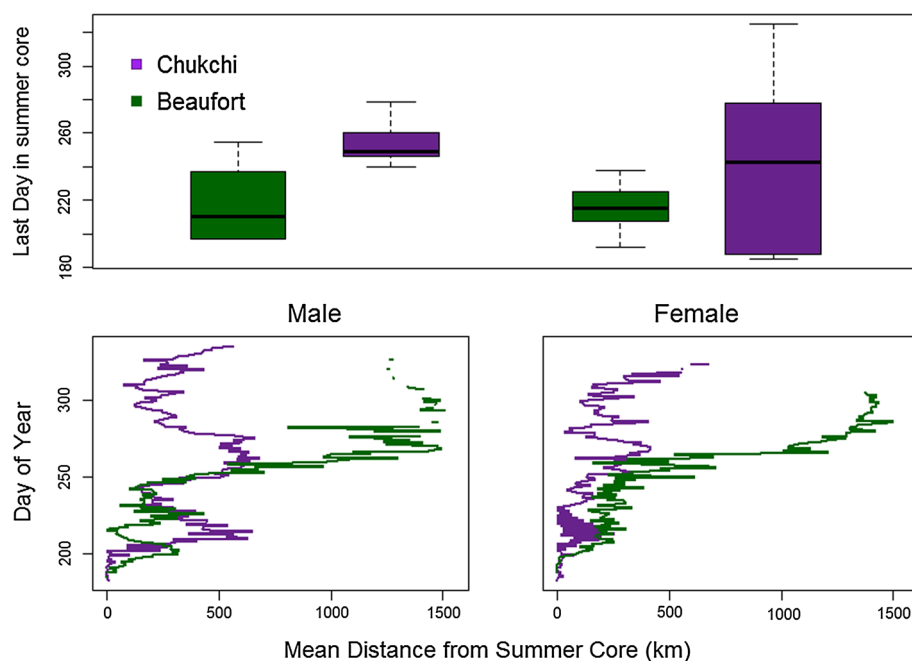 Last Day in summer core
300
260
220
180
Chukchi
Beaufort
Male
Female
Day of Year
300
250
200
0
500
1000
1500
0
500
1000
1500
Mean Distance from Summer Core (km)